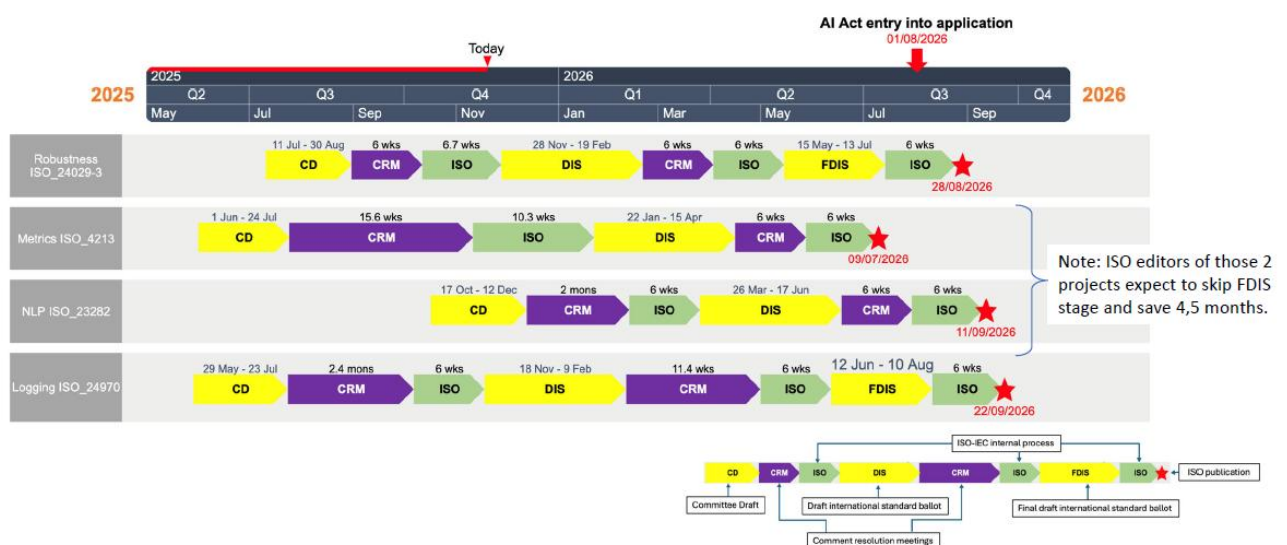 AI Act entry into application
01/08/2026
Today
2025
2025 2026
Q2 Q3 Q4 Q1 Q2 Q3 Q4
May Jul Sep Nov Jan Mar May Jul Sep
2026
Robustness
ISO_24029-3
11 Jul - 30 Aug 6 wks 6.7 wks 28 Nov - 19 Feb 6 wks 6 wks 15 May - 13 Jul 6 wks
CD CRM ISO DIS CRM ISO FDIS ISO
28/08/2026
Metrics ISO_4213
1 Jun - 24 Jul 15.6 wks 10.3 wks 22 Jan - 15 Apr 6 wks 6 wks
CD CRM ISO DIS CRM ISO
09/07/2026
NLP ISO_23282
17 Oct - 12 Dec 2 mons 6 wks 26 Mar - 17 Jun 6 wks 6 wks
CD CRM ISO DIS CRM ISO
11/09/2026
Note: ISO editors of those 2
projects expect to skip FDIS
stage and save 4,5 months.
Logging ISO_24970
29 May - 23 Jul 2.4 mons 6 wks 18 Nov - 9 Feb 11.4 wks 6 wks 12 Jun - 10 Aug 6 wks
CD CRM ISO DIS CRM ISO FDIS ISO
22/09/2026
ISO-IEC internal process
CD CRM ISO DIS CRM ISO FDIS ISO
ISO publication
Committee Draft
Draft international standard ballot
Final draft international standard ballot
Comment resolution meetings